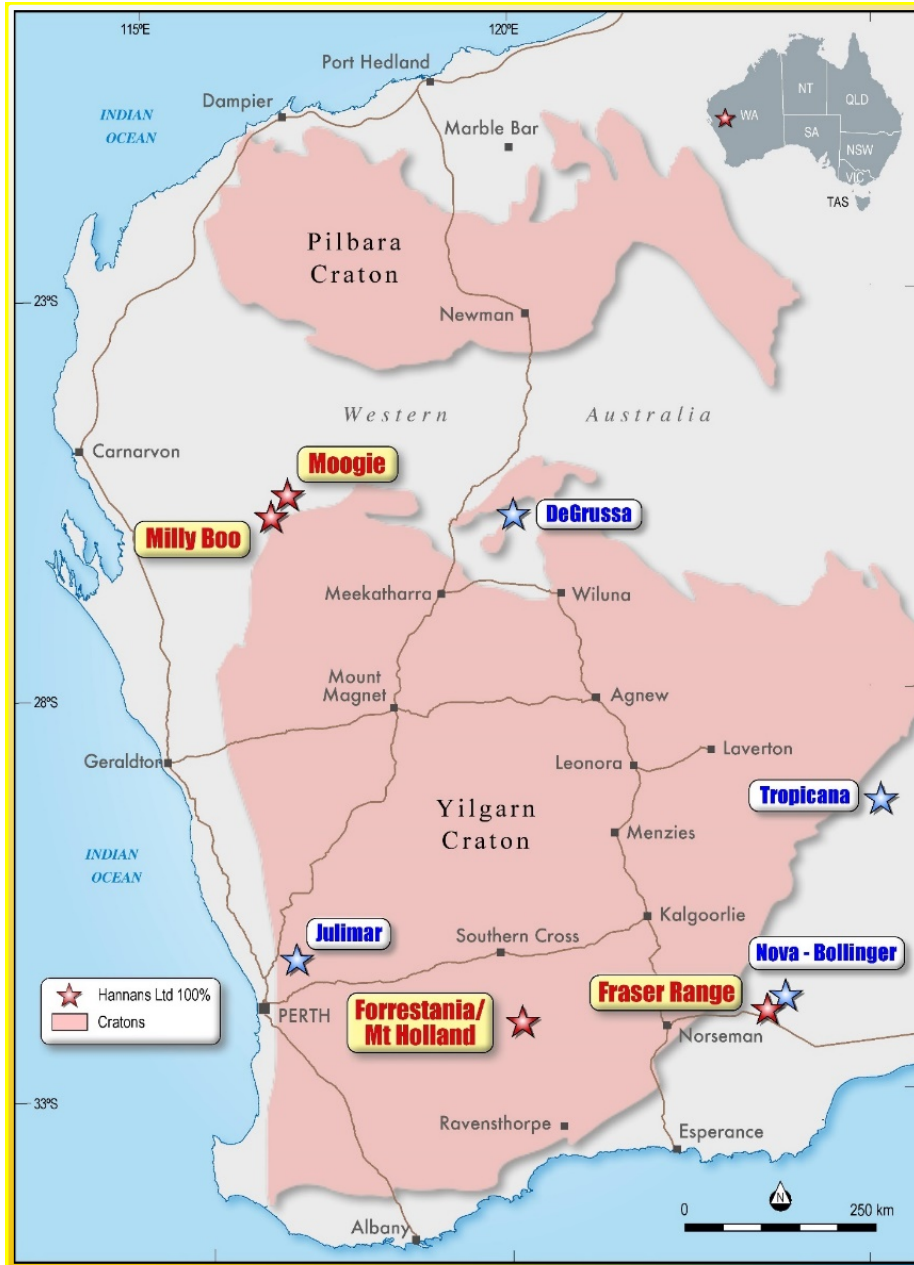 115ºE
120ºE
Port Hedland
Dampier
INDIAN
OCEAN
Marble Bar
NT
QLD
WA
SA
NSW
VIC
TAS
Pilbara
Craton
23ºS
Newman
Western Australia
Carnarvon
Moogie
Milly Boo
DeGrussa
Meekatharra
Wiluna
Mount
Magnet
Agnew
28ºS
Geraldton
Leonora
Laverton
Tropicana
Yilgarn
Craton
Menzies
INDIAN
OCEAN
Kalgoorlie
Julimar
Southern Cross
Nova - Bollinger
Fraser Range
Hannans Ltd 100%
Cratons
PERTH
Forrestania/
Mt Holland
Norseman
33ºS
Ravensthorpe
Esperance
N
0 250 km
Albany